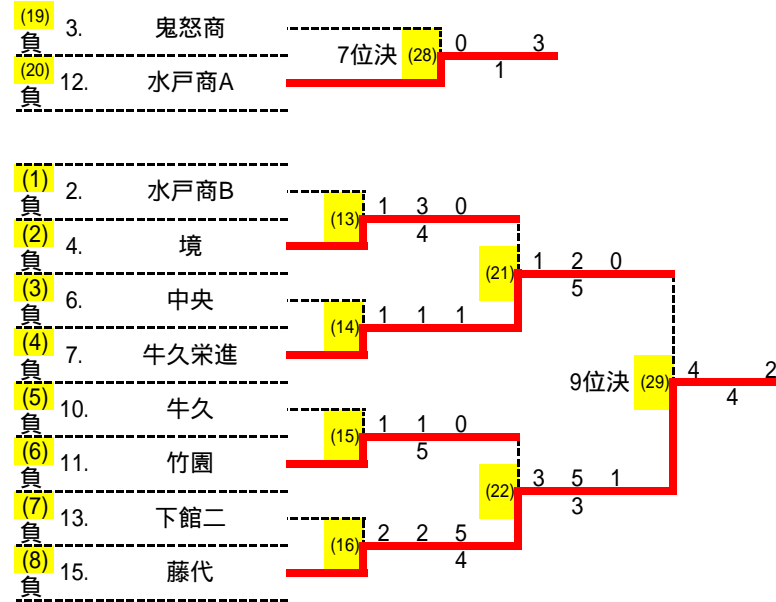 (19)
負 3. 鬼怒商
7位決 (28) 0 3
1
(20)
負 12. 水戸商A
(1)
負 2. 水戸商B
(13) 1 3 0
4
(2)
負 4. 境
(21) 1 2 0
5
(3)
負 6. 中央
(14) 1 1 1
(4)
負 7. 牛久栄進
9位決 (29) 4 2
4
(5)
負 10. 牛久
(15) 1 1 0
5
(6)
負 11. 竹園
(22) 3 5 1
3
(7)
負 13. 下館二
(16) 2 2 5
4
(8)
負 15. 藤代